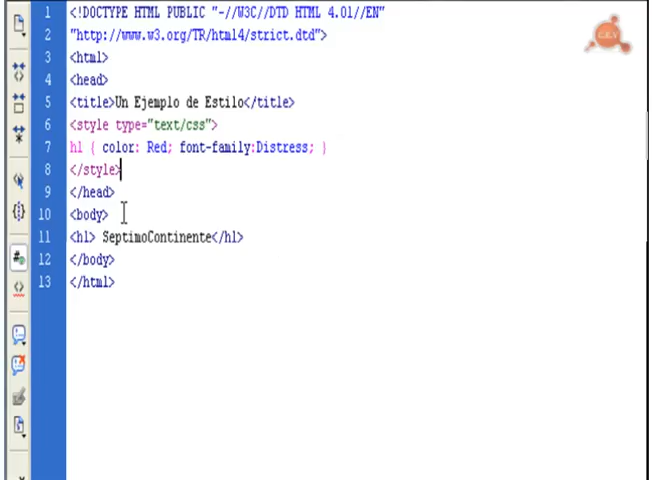 1 <!DOCTYPE HTML PUBLIC "-//W3C//DTD HTML 4.01//EN"
2 "http://www.w3.org/TR/html4/strict.dtd">
3 <html>
4 <head>
5 <title>Un Ejemplo de Estilo</title>
6 <style type="text/css">
7 h1 { color: Red; font-family:Distress; }
8 </style>
9 </head>
10 <body>
11 <h1> SeptimoContinente</h1>
12 </body>
13 </html>
C.E.V